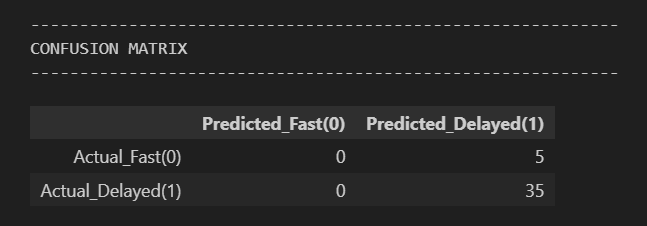 ------------------------------------------------------------
CONFUSION MATRIX
------------------------------------------------------------
Predicted_Fast(0) Predicted_Delayed(1)
Actual_Fast(0) 0 5
Actual_Delayed(1) 0 35